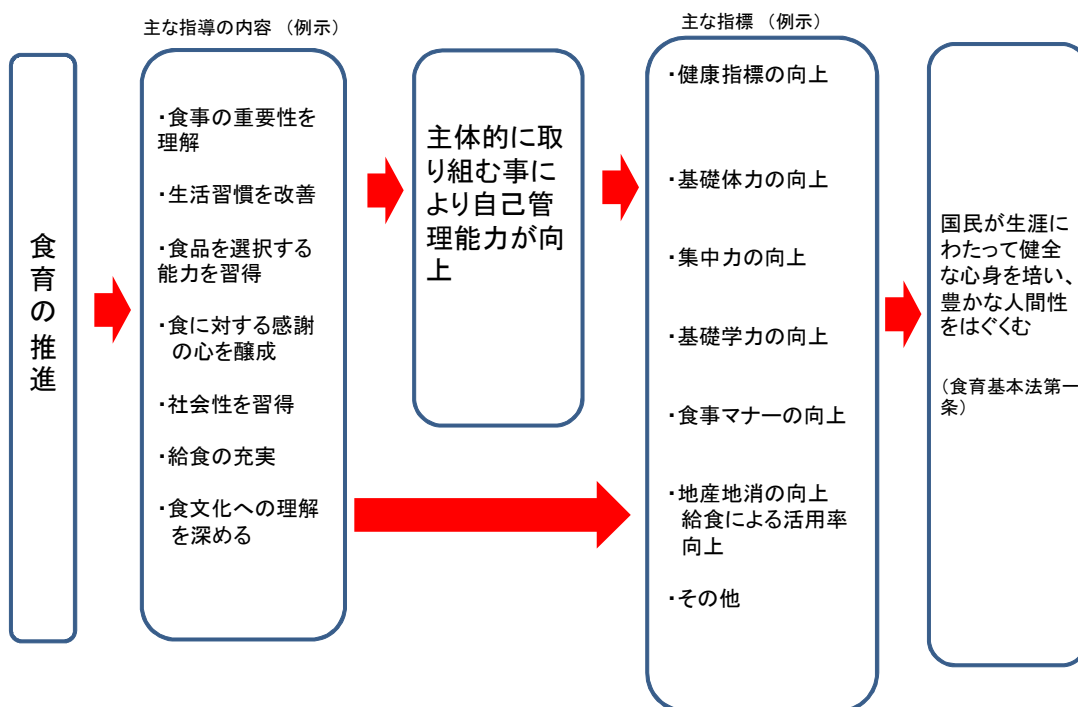 主な指導の内容 （例示）
主な指標 （例示）
食育の推進
・食事の重要性を
理解
・生活習慣を改善
・食品を選択する
能力を習得
・食に対する感謝
の心を醸成
・社会性を習得
・給食の充実
・食文化への理解
を深める
主体的に取
り組む事に
より自己管
理能力が向
上
・健康指標の向上
・基礎体力の向上
・集中力の向上
・基礎学力の向上
・食事マナーの向上
・地産地消の向上
給食による活用率
向上
・その他
国民が生涯に
わたって健全
な心身を培い、
豊かな人間性
をはぐくむ
（食育基本法第一
条）